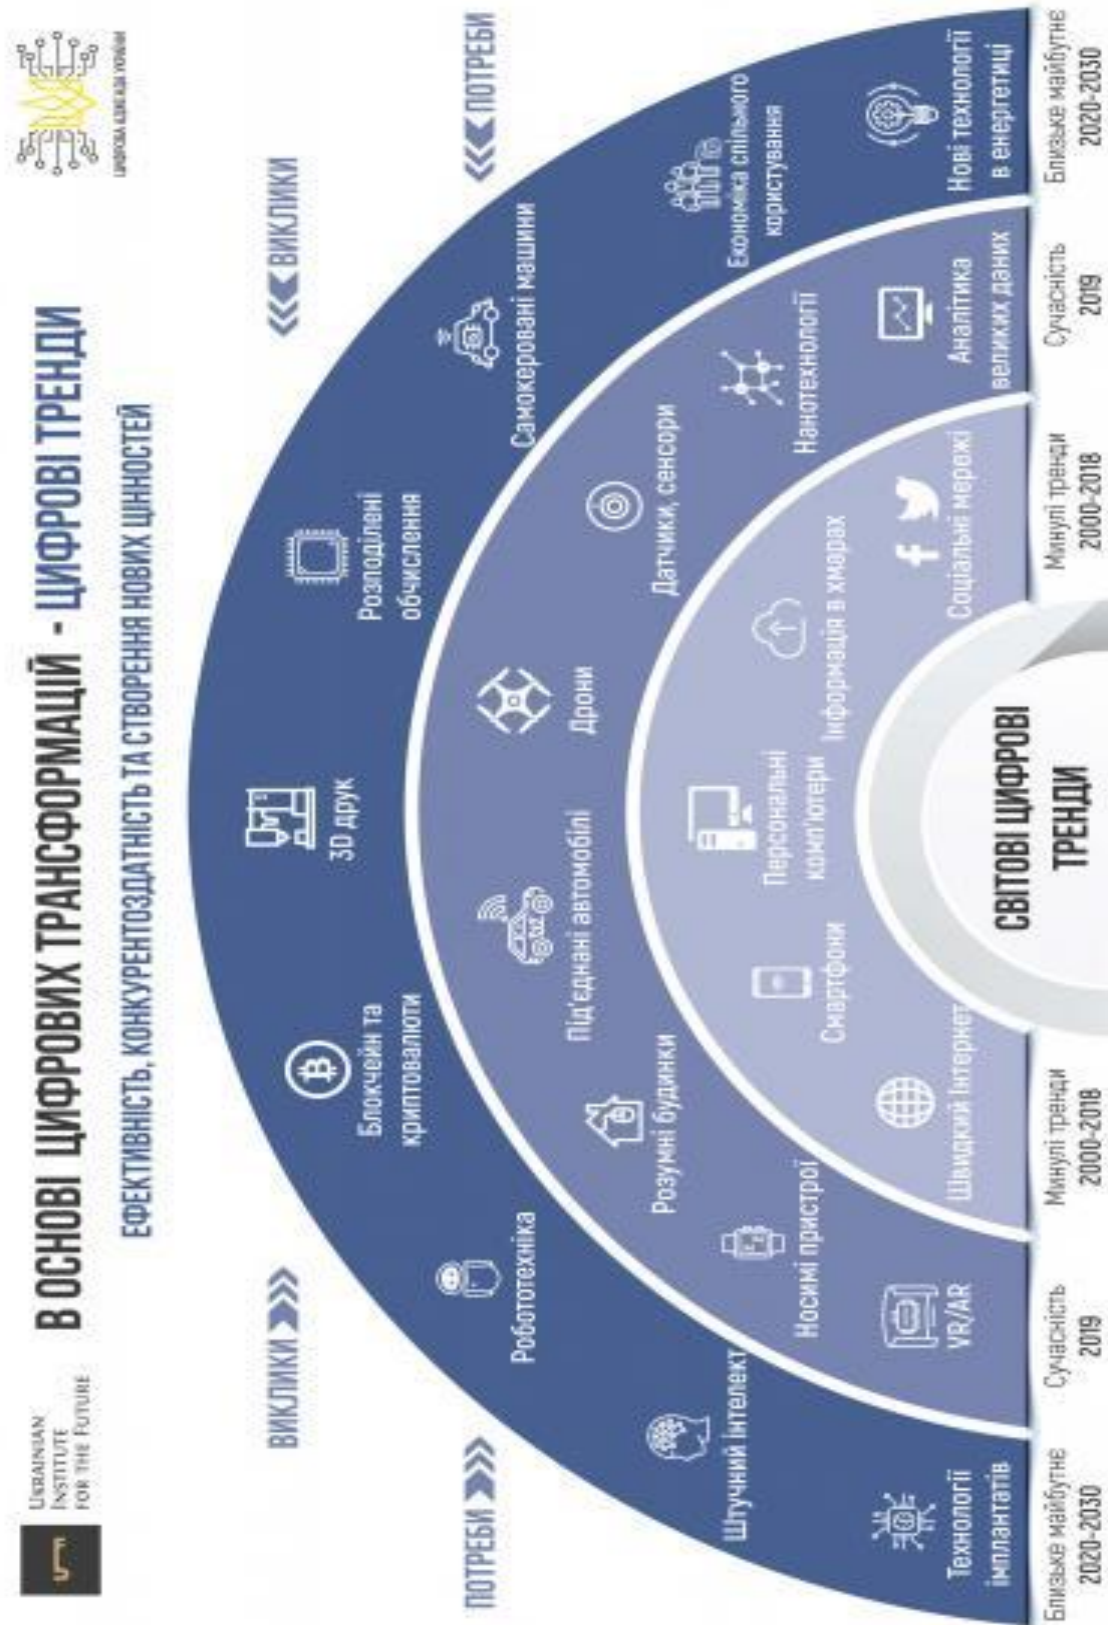 UKRAINIAN
INSTITUTE
FOR THE FUTURE
В ОСНОВІ ЦИФРОВИХ ТРАНСФОРМАЦІЙ - ЦИФРОВІ ТРЕНДИ
ЦИФРОВА АДЖЕНДА УКРАЇНИ
ЕФЕКТИВНІСТЬ, КОНКУРЕНТОЗДАТНІСТЬ ТА СТВОРЕННЯ НОВИХ ЦІННОСТЕЙ
ВИКЛИКИ >>>
<<< ВИКЛИКИ
ПОТРЕБИ >>>
<<< ПОТРЕБИ
Технології
імплантатів
Штучний інтелект
Робототехніка
Блокчейн та
криптовалюти
3D друк
Розподілені
обчислення
Самокеровані машини
Економіка спільного
користування
Нові технології
в енергетиці
VR/AR
Носимі пристрої
Розумні будинки
Під'єднані автомобілі
Дрони
Датчики, сенсори
Нанотехнології
Аналітика
великих даних
Швидкий Інтернет
Смартфони
Персональні
комп'ютери
Інформація в хмарах
Соціальні мережі
СВІТОВІ ЦИФРОВІ
ТРЕНДИ
Близьке майбутнє
2020-2030
Сучасність
2019
Минулі тренди
2000-2018
Минулі тренди
2000-2018
Сучасність
2019
Близьке майбутнє
2020-2030